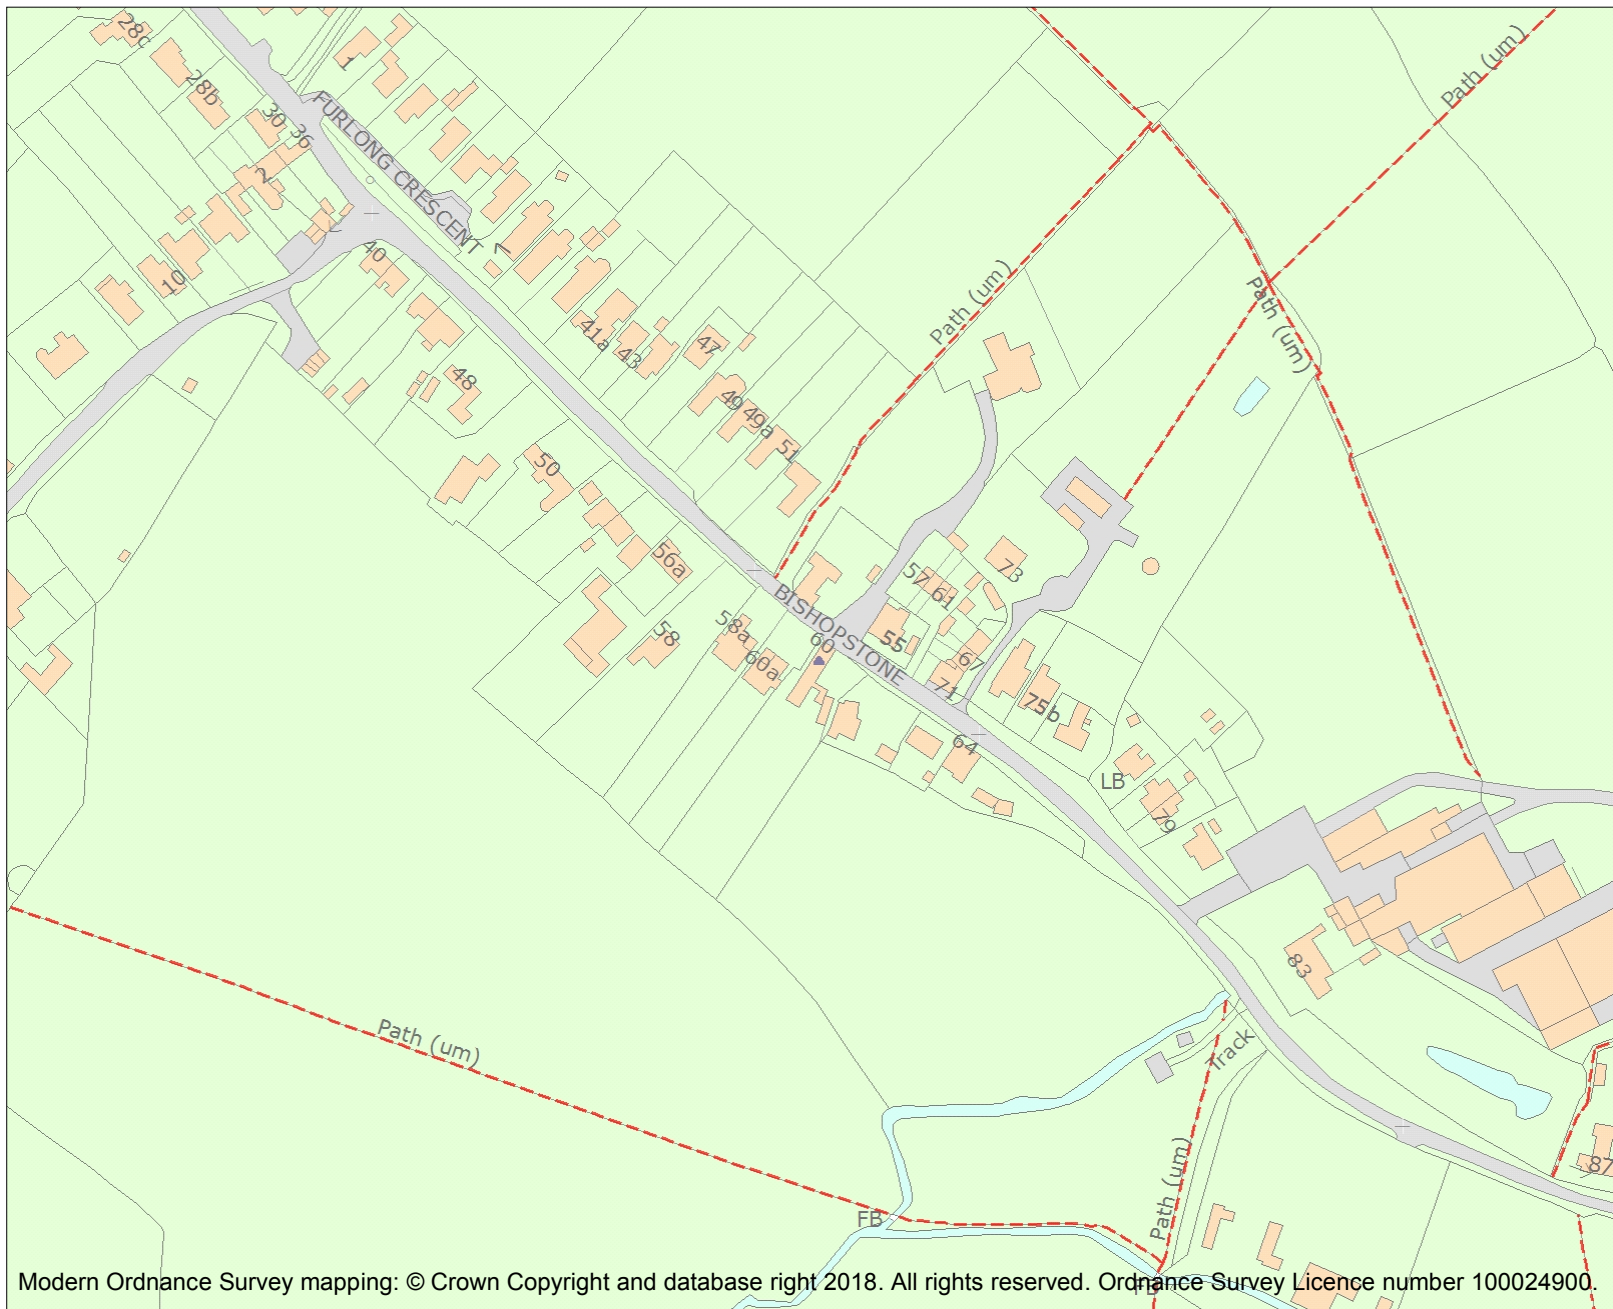 28c
1
28b
30
36
FURLONG CRESCENT
2
7
40
10
41a
43
47
48
49
49a
51
50
Path (um)
Path (um)
Path (um)
56a
58
58a
60a
60
BISHOPSTONE
55
57
61
73
67
71
75b
64
LB
79
83
Path (um)
Track
Path (um)
FB
87
FB
Modern Ordnance Survey mapping: © Crown Copyright and database right 2018. All rights reserved. Ordnance Survey Licence number 100024900.